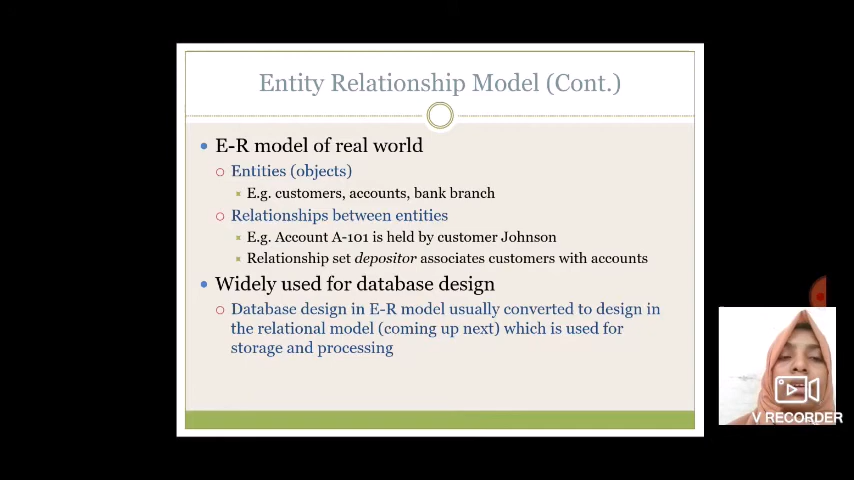 Entity Relationship Model (Cont.)
E-R model of real world
Entities (objects)
E.g. customers, accounts, bank branch
Relationships between entities
E.g. Account A-101 is held by customer Johnson
Relationship set depositor associates customers with accounts
Widely used for database design
Database design in E-R model usually converted to design in
the relational model (coming up next) which is used for
storage and processing
V RECORDER